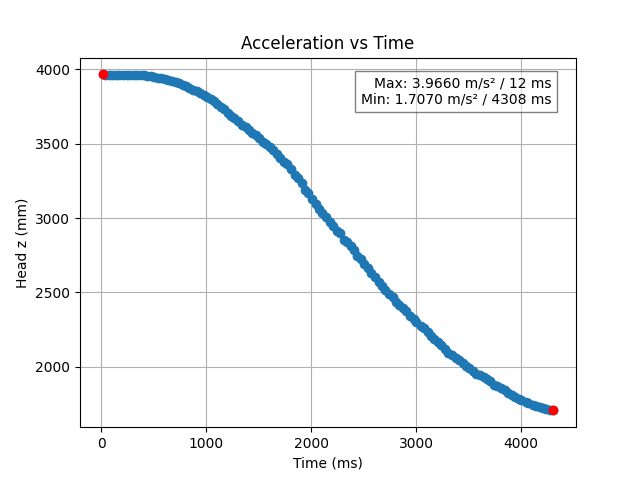 Acceleration vs Time
Max: 3.9660 m/s² / 12 ms
Min: 1.7070 m/s² / 4308 ms
Head z (mm)
4000
3500
3000
2500
2000
0
1000
2000
3000
4000
Time (ms)